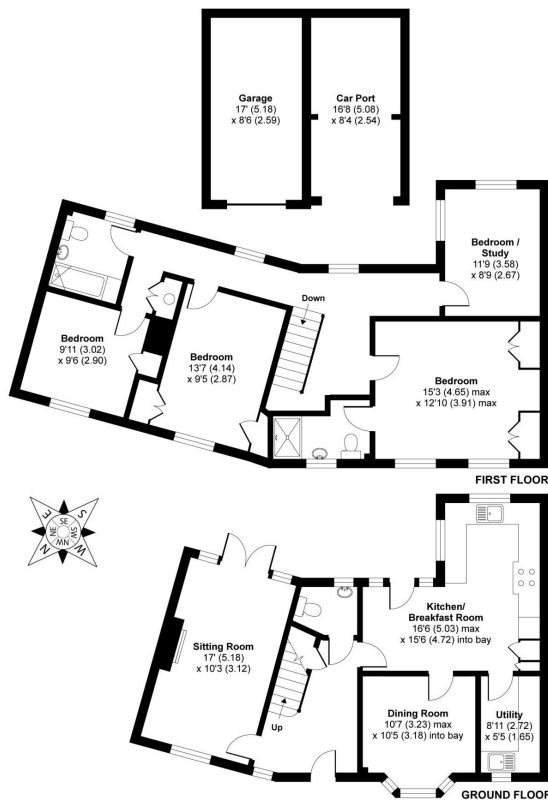 Garage
17' (5.18)
x 8'6 (2.59)
Car Port
16'8 (5.08)
x 8'4 (2.54)
Bedroom /
Study
11'9 (3.58)
x 8'9 (2.67)
Down
Bedroom
9'11 (3.02)
x 9'6 (2.90)
Bedroom
13'7 (4.14)
x 9'5 (2.87)
Bedroom
15'3 (4.65) max
x 12'10 (3.91) max
FIRST FLOOR
E
SE
S
NE
SW
N
NW
W
Kitchen/
Breakfast Room
16'6 (5.03) max
x 15'6 (4.72) into bay
Sitting Room
17' (5.18)
x 10'3 (3.12)
Up
Dining Room
10'7 (3.23) max
x 10'5 (3.18) into bay
Utility
8'11 (2.72)
x 5'5 (1.65)
GROUND FLOOR